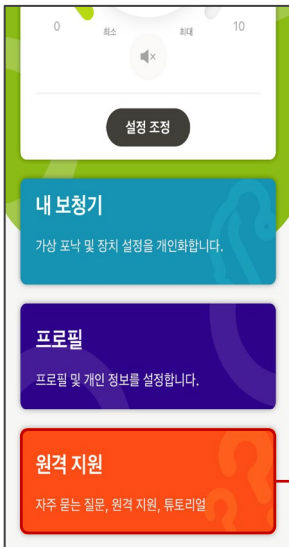 0 최소 최대 10
설정 조정
내 보청기
가상 포낙 및 장치 설정을 개인화합니다.
프로필
프로필 및 개인 정보를 설정합니다.
원격 지원
자주 묻는 질문, 원격 지원, 튜토리얼